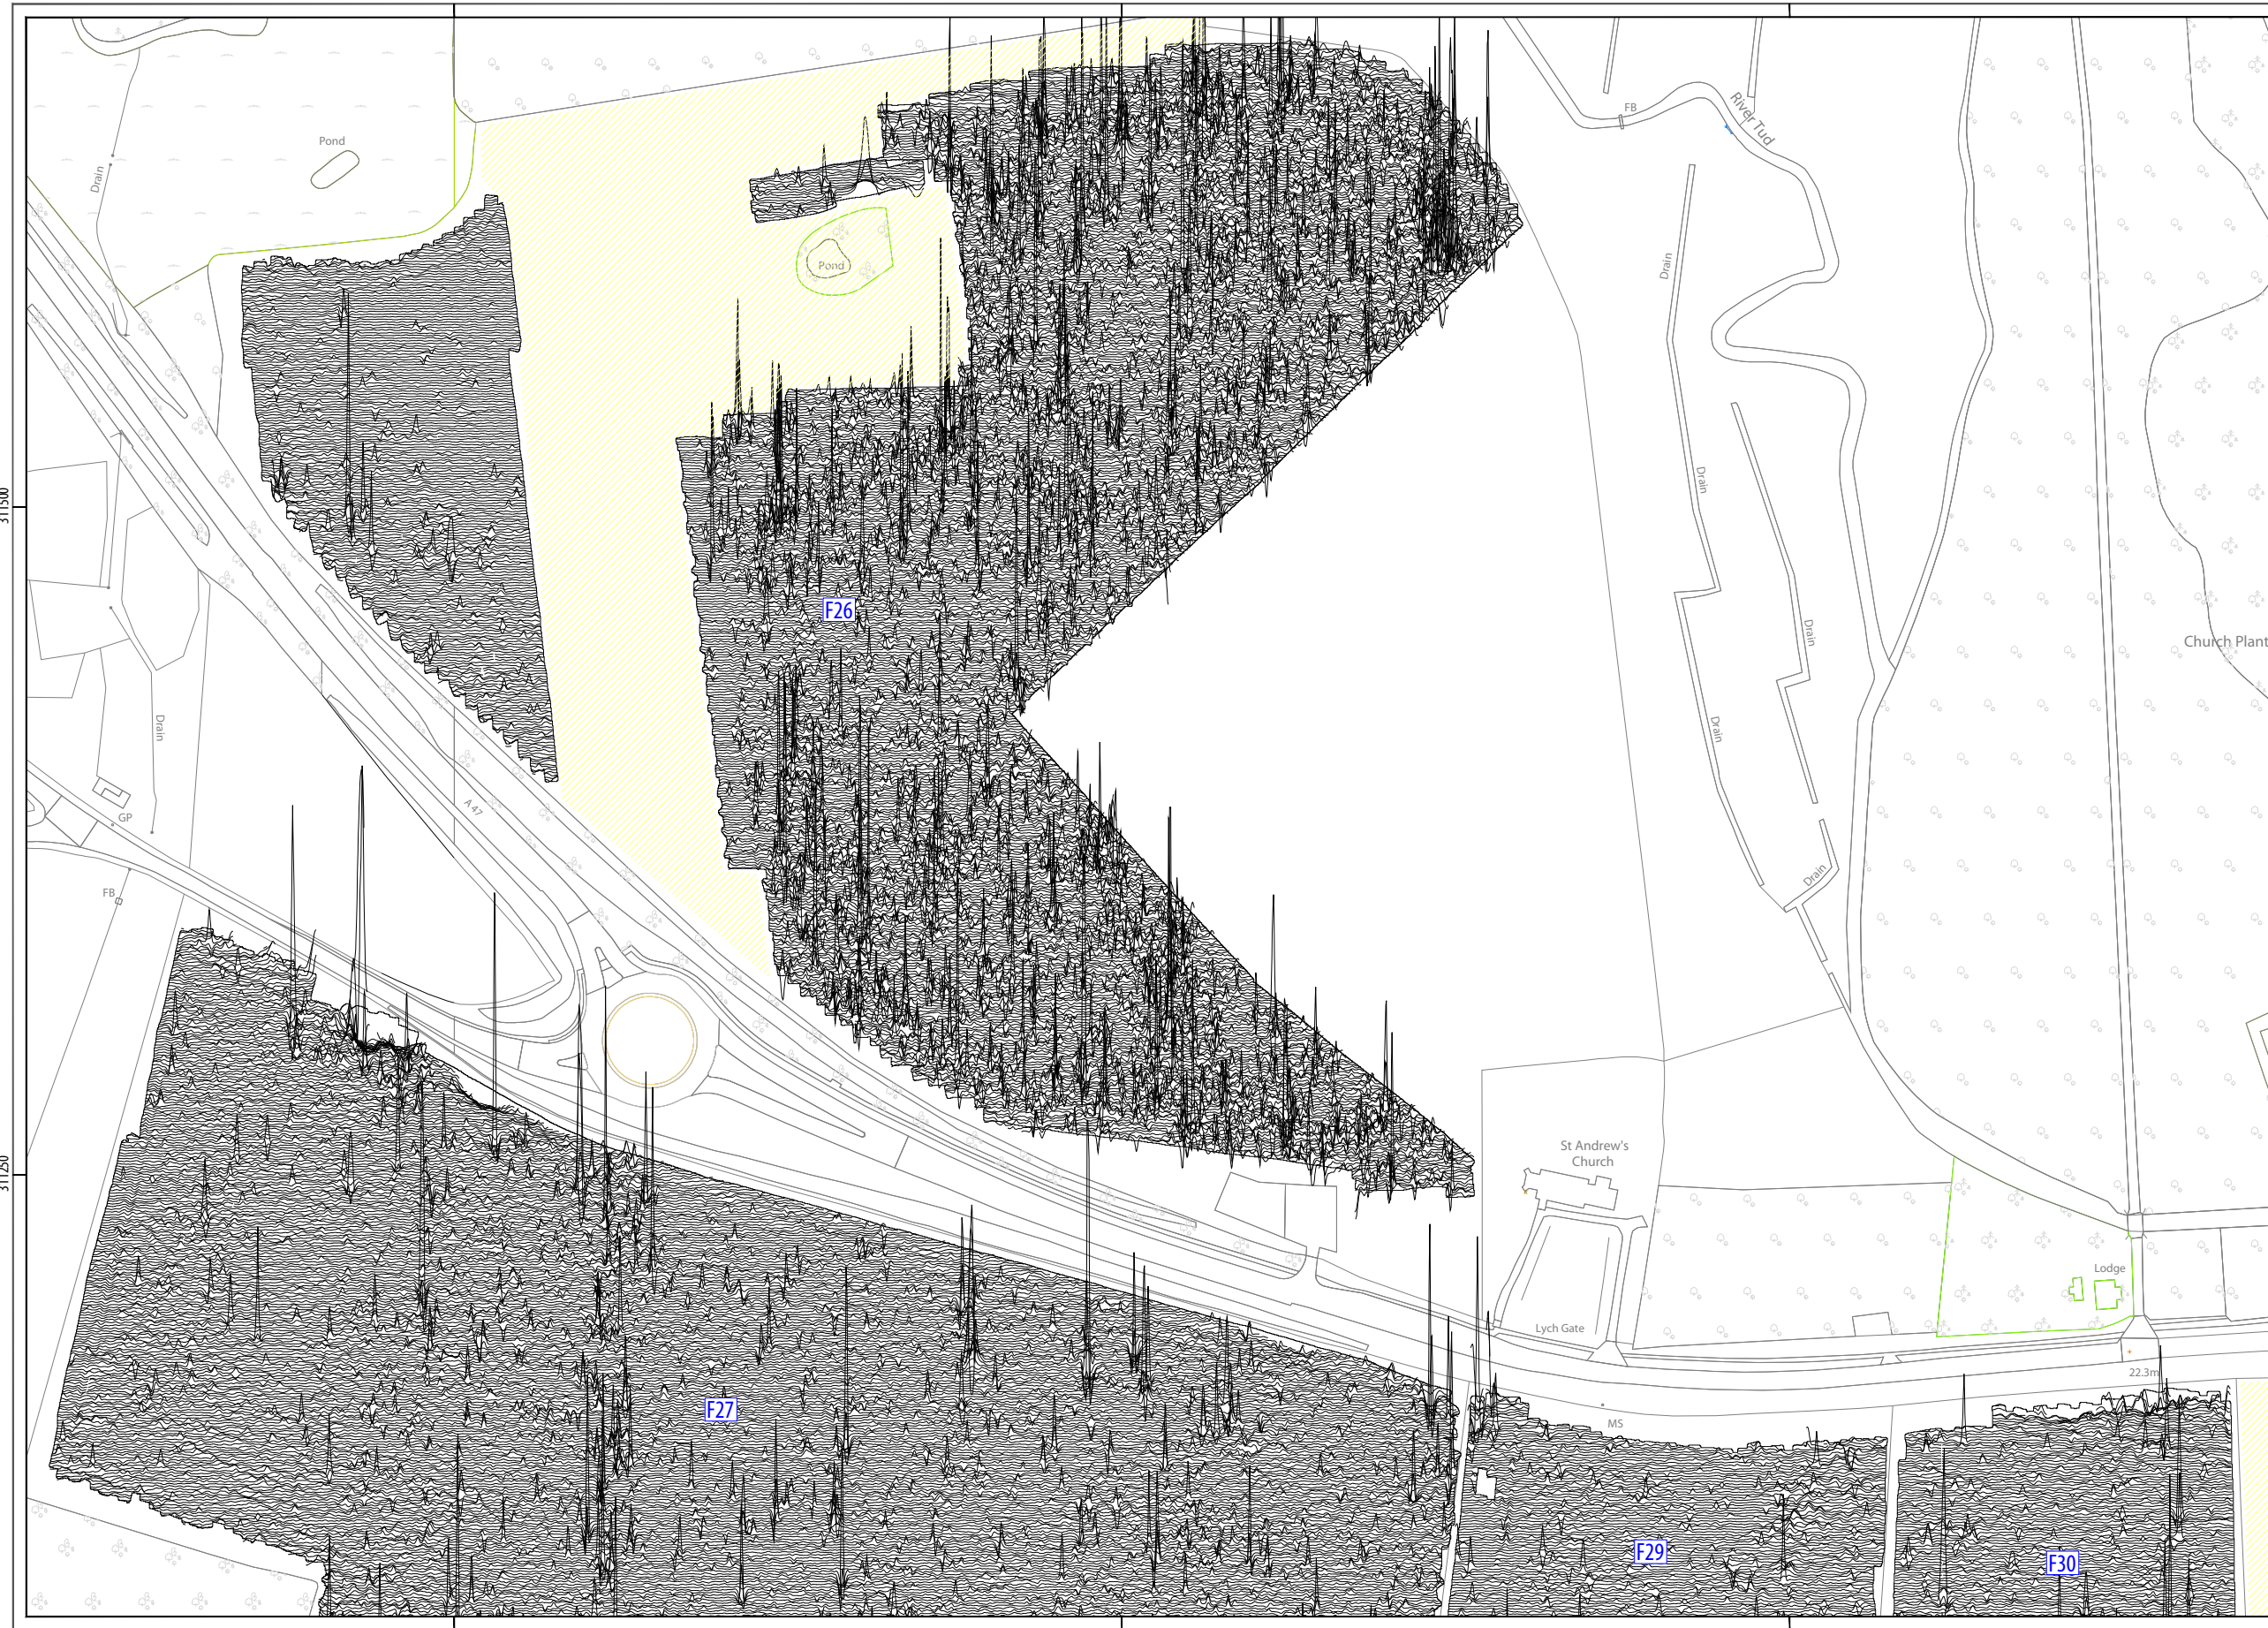 Pond
Drain
FB
River Tud
Pond
Drain
311500
Drain
F26
Drain
Church Plant
Drain
Drain
A 47
GP
Drain
FB
St Andrew's
Church
311250
Lodge
Lych Gate
22.3m
F27
MS
F29
F30